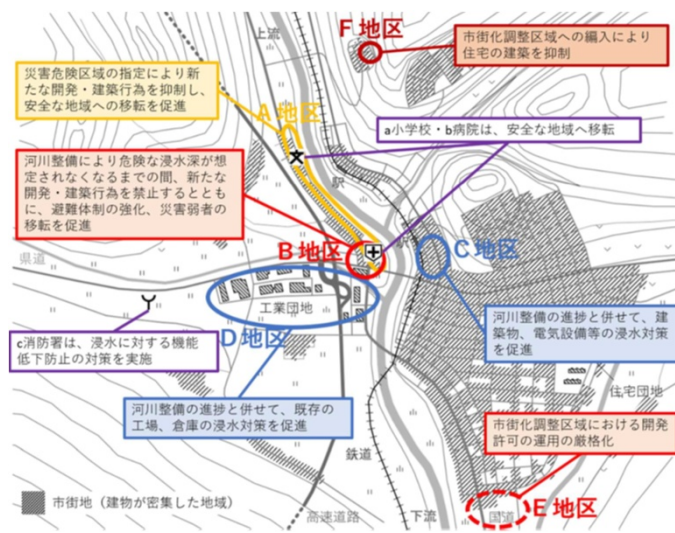 上流
F地区
市街化調整区域への編入により
住宅の建築を抑制
災害危険区域の指定により新
たな開発・建築行為を抑制し、
安全な地域への移転を促進
A地区
a小学校・b病院は、安全な地域へ移転
河川整備により危険な浸水深が想
定されなくなるまでの間、新たな
開発・建築行為を禁止するととも
に、避難体制の強化、災害弱者の
移転を促進
駅
B地区
C地区
県道
工業団地
河川整備の進捗と併せて、建
築物、電気設備等の浸水対策
を促進
c消防署は、浸水に対する機能
低下防止の対策を実施
D地区
住宅団地
河川整備の進捗と併せて、既存の
工場、倉庫の浸水対策を促進
市街化調整区域における開発
許可の運用の厳格化
鉄道
市街地（建物が密集した地域）
高速道路
下流
国道
E地区